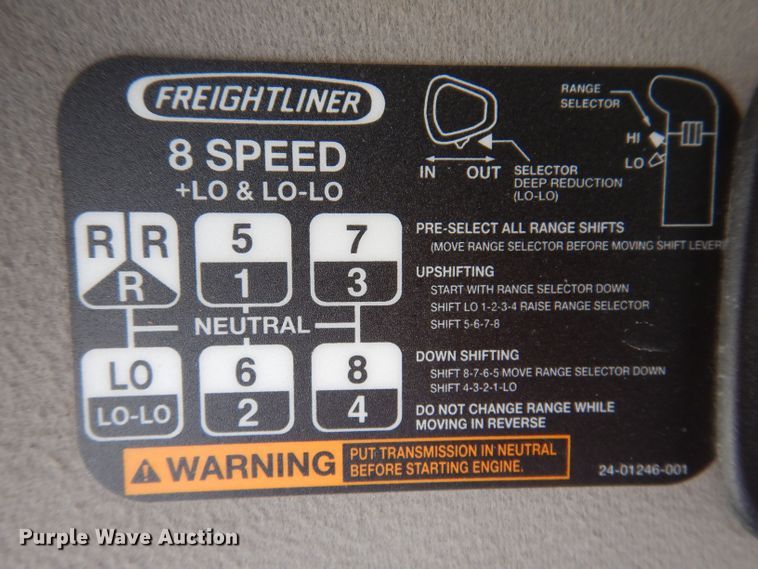 FREIGHTLINER
8 SPEED
+LO & LO-LO
RANGE
SELECTOR
HI
LO
IN OUT
SELECTOR
DEEP REDUCTION
(LO-LO)
R R 5 7
R 1 3
NEUTRAL
LO 6 8
LO-LO 2 4
PRE-SELECT ALL RANGE SHIFTS
(MOVE RANGE SELECTOR BEFORE MOVING SHIFT LEVER)
UPSHIFTING
START WITH RANGE SELECTOR DOWN
SHIFT LO 1-2-3-4 RAISE RANGE SELECTOR
SHIFT 5-6-7-8
DOWN SHIFTING
SHIFT 8-7-6-5 MOVE RANGE SELECTOR DOWN
SHIFT 4-3-2-1-LO
DO NOT CHANGE RANGE WHILE
MOVING IN REVERSE
WARNING
PUT TRANSMISSION IN NEUTRAL
BEFORE STARTING ENGINE.
24-01246-001
Purple Wave Auction